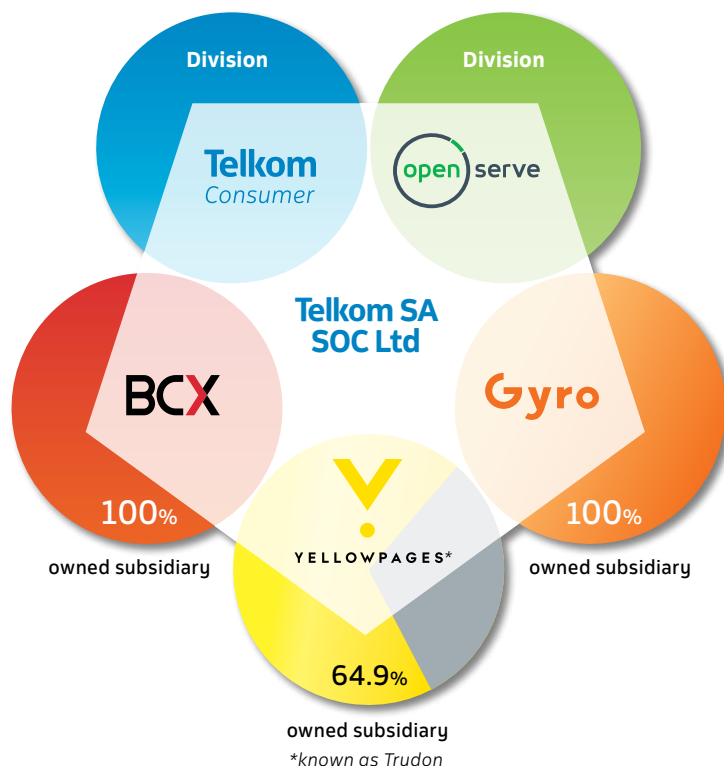 Division
Division
Telkom
Consumer
open serve
Telkom SA
SOC Ltd
BCX
Gyro
100%
owned subsidiary
100%
owned subsidiary
YELLOWPAGES*
64.9%
owned subsidiary
*known as Trudon